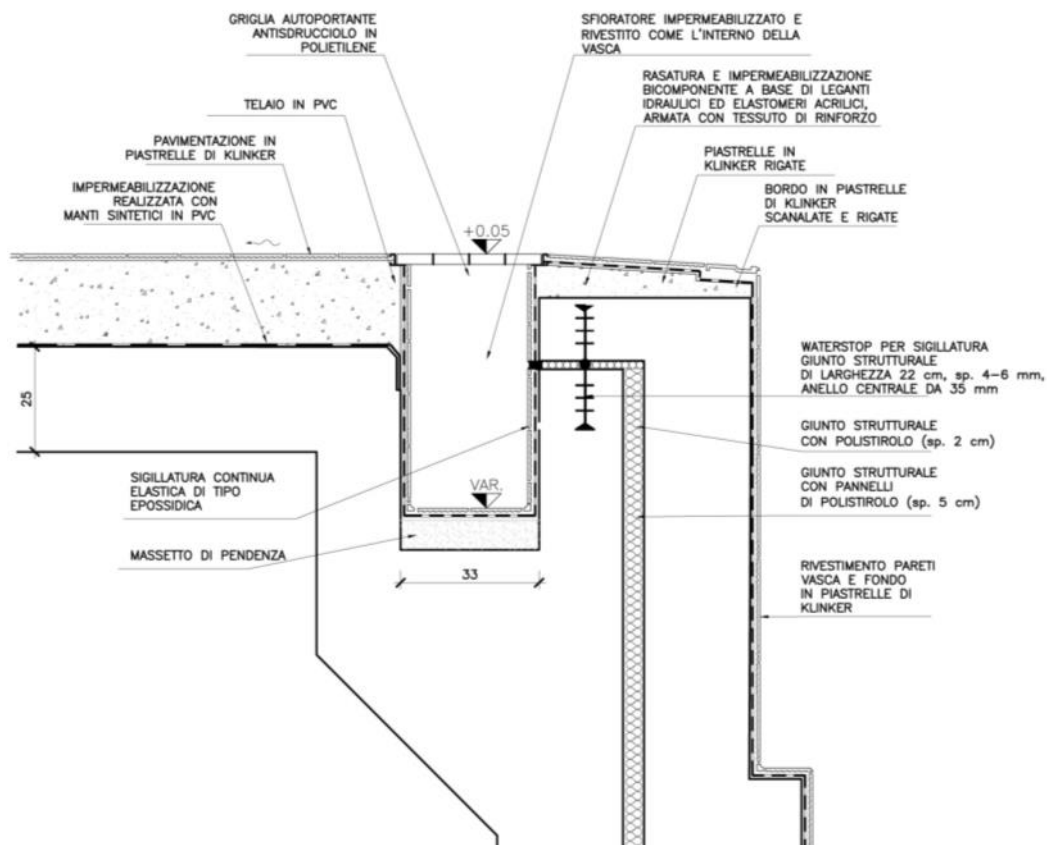 GRIGLIA AUTOPORTANTE
ANTISDRUCCIOLO IN
POLIETILENE
SFIORATORE IMPERMEABILIZZATO E
RIVESTITO COME L'INTERNO DELLA
VASCA
RASATURA E IMPERMEABILIZZAZIONE
BICOMPONENTE A BASE DI LEGANTI
IDRAULICI ED ELASTOMERI ACRILICI,
ARMATA CON TESSUTO DI RINFORZO
TELAIO IN PVC
PAVIMENTAZIONE IN
PIASTRELLE DI KLINKER
PIASTRELLE IN
KLINKER RIGATE
IMPERMEABILIZZAZIONE
REALIZZATA CON
MANTI SINTETICI IN PVC
BORDO IN PIASTRELLE
DI KLINKER
SCANALATE E RIGATE
+0.05
WATERSTOP PER SIGILLATURA
GIUNTO STRUTTURALE
DI LARGHEZZA 22 cm, sp. 4-6 mm,
ANELLO CENTRALE DA 35 mm
25
GIUNTO STRUTTURALE
CON POLISTIROLO (sp. 2 cm)
SIGILLATURA CONTINUA
ELASTICA DI TIPO
EPOSSIDICA
VAR.
GIUNTO STRUTTURALE
CON PANNELLI
DI POLISTIROLO (sp. 5 cm)
MASSETTO DI PENDENZA
33
RIVESTIMENTO PARETI
VASCA E FONDO
IN PIASTRELLE DI
KLINKER